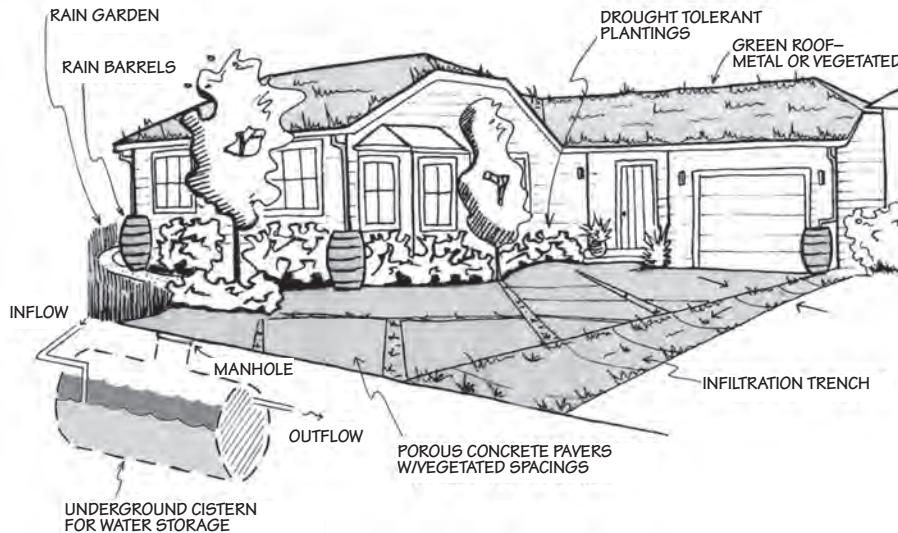 RAIN GARDEN
DROUGHT TOLERANT
PLANTINGS
GREEN ROOF–
METAL OR VEGETATED
RAIN BARRELS
INFLOW
MANHOLE
INFILTRATION TRENCH
OUTFLOW
POROUS CONCRETE PAVERS
W/VEGETATED SPACINGS
UNDERGROUND CISTERN
FOR WATER STORAGE